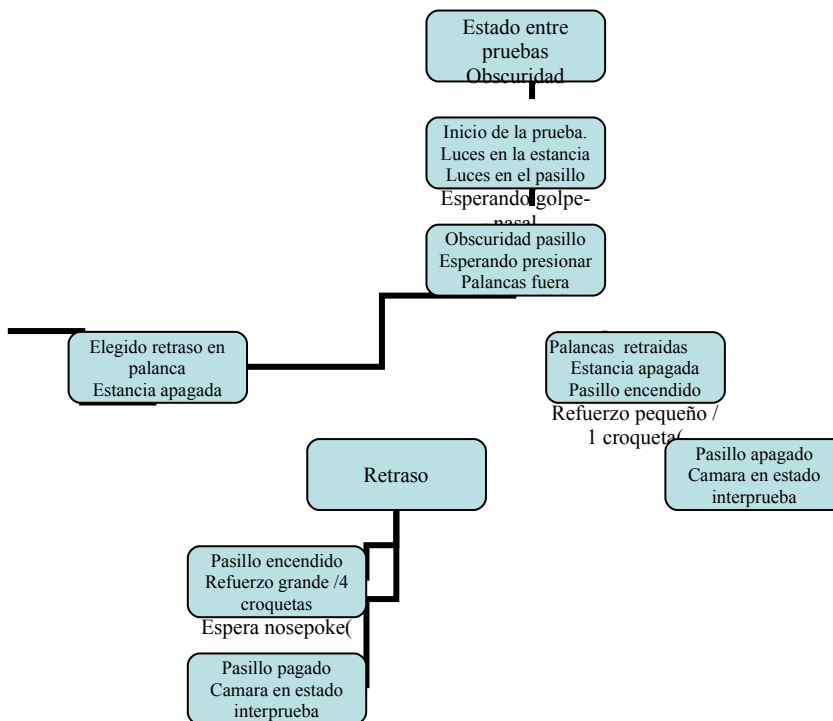 Estado entre
pruebas
Obscuridad
Inicio de la prueba.
Luces en la estancia
Luces en el pasillo
Esperando golpe-
nasal
Obscuridad pasillo
Esperando presionar
Palancas fuera
Elegido retraso en
palanca
Estancia apagada
Palancas retraidas
Estancia apagada
Pasillo encendido
Refuerzo pequeño /
1 croqueta(
Retraso
Pasillo apagado
Camara en estado
interprueba
Pasillo encendido
Refuerzo grande /4
croquetas
Espera nosepoke(
Pasillo pagado
Camara en estado
interprueba